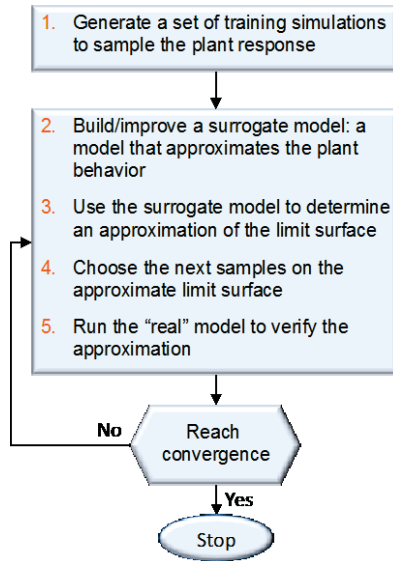 1. Generate a set of training simulations
to sample the plant response
2. Build/improve a surrogate model: a
model that approximates the plant
behavior
3. Use the surrogate model to determine
an approximation of the limit surface
4. Choose the next samples on the
approximate limit surface
5. Run the “real” model to verify the
approximation
No
Reach
convergence
Yes
Stop